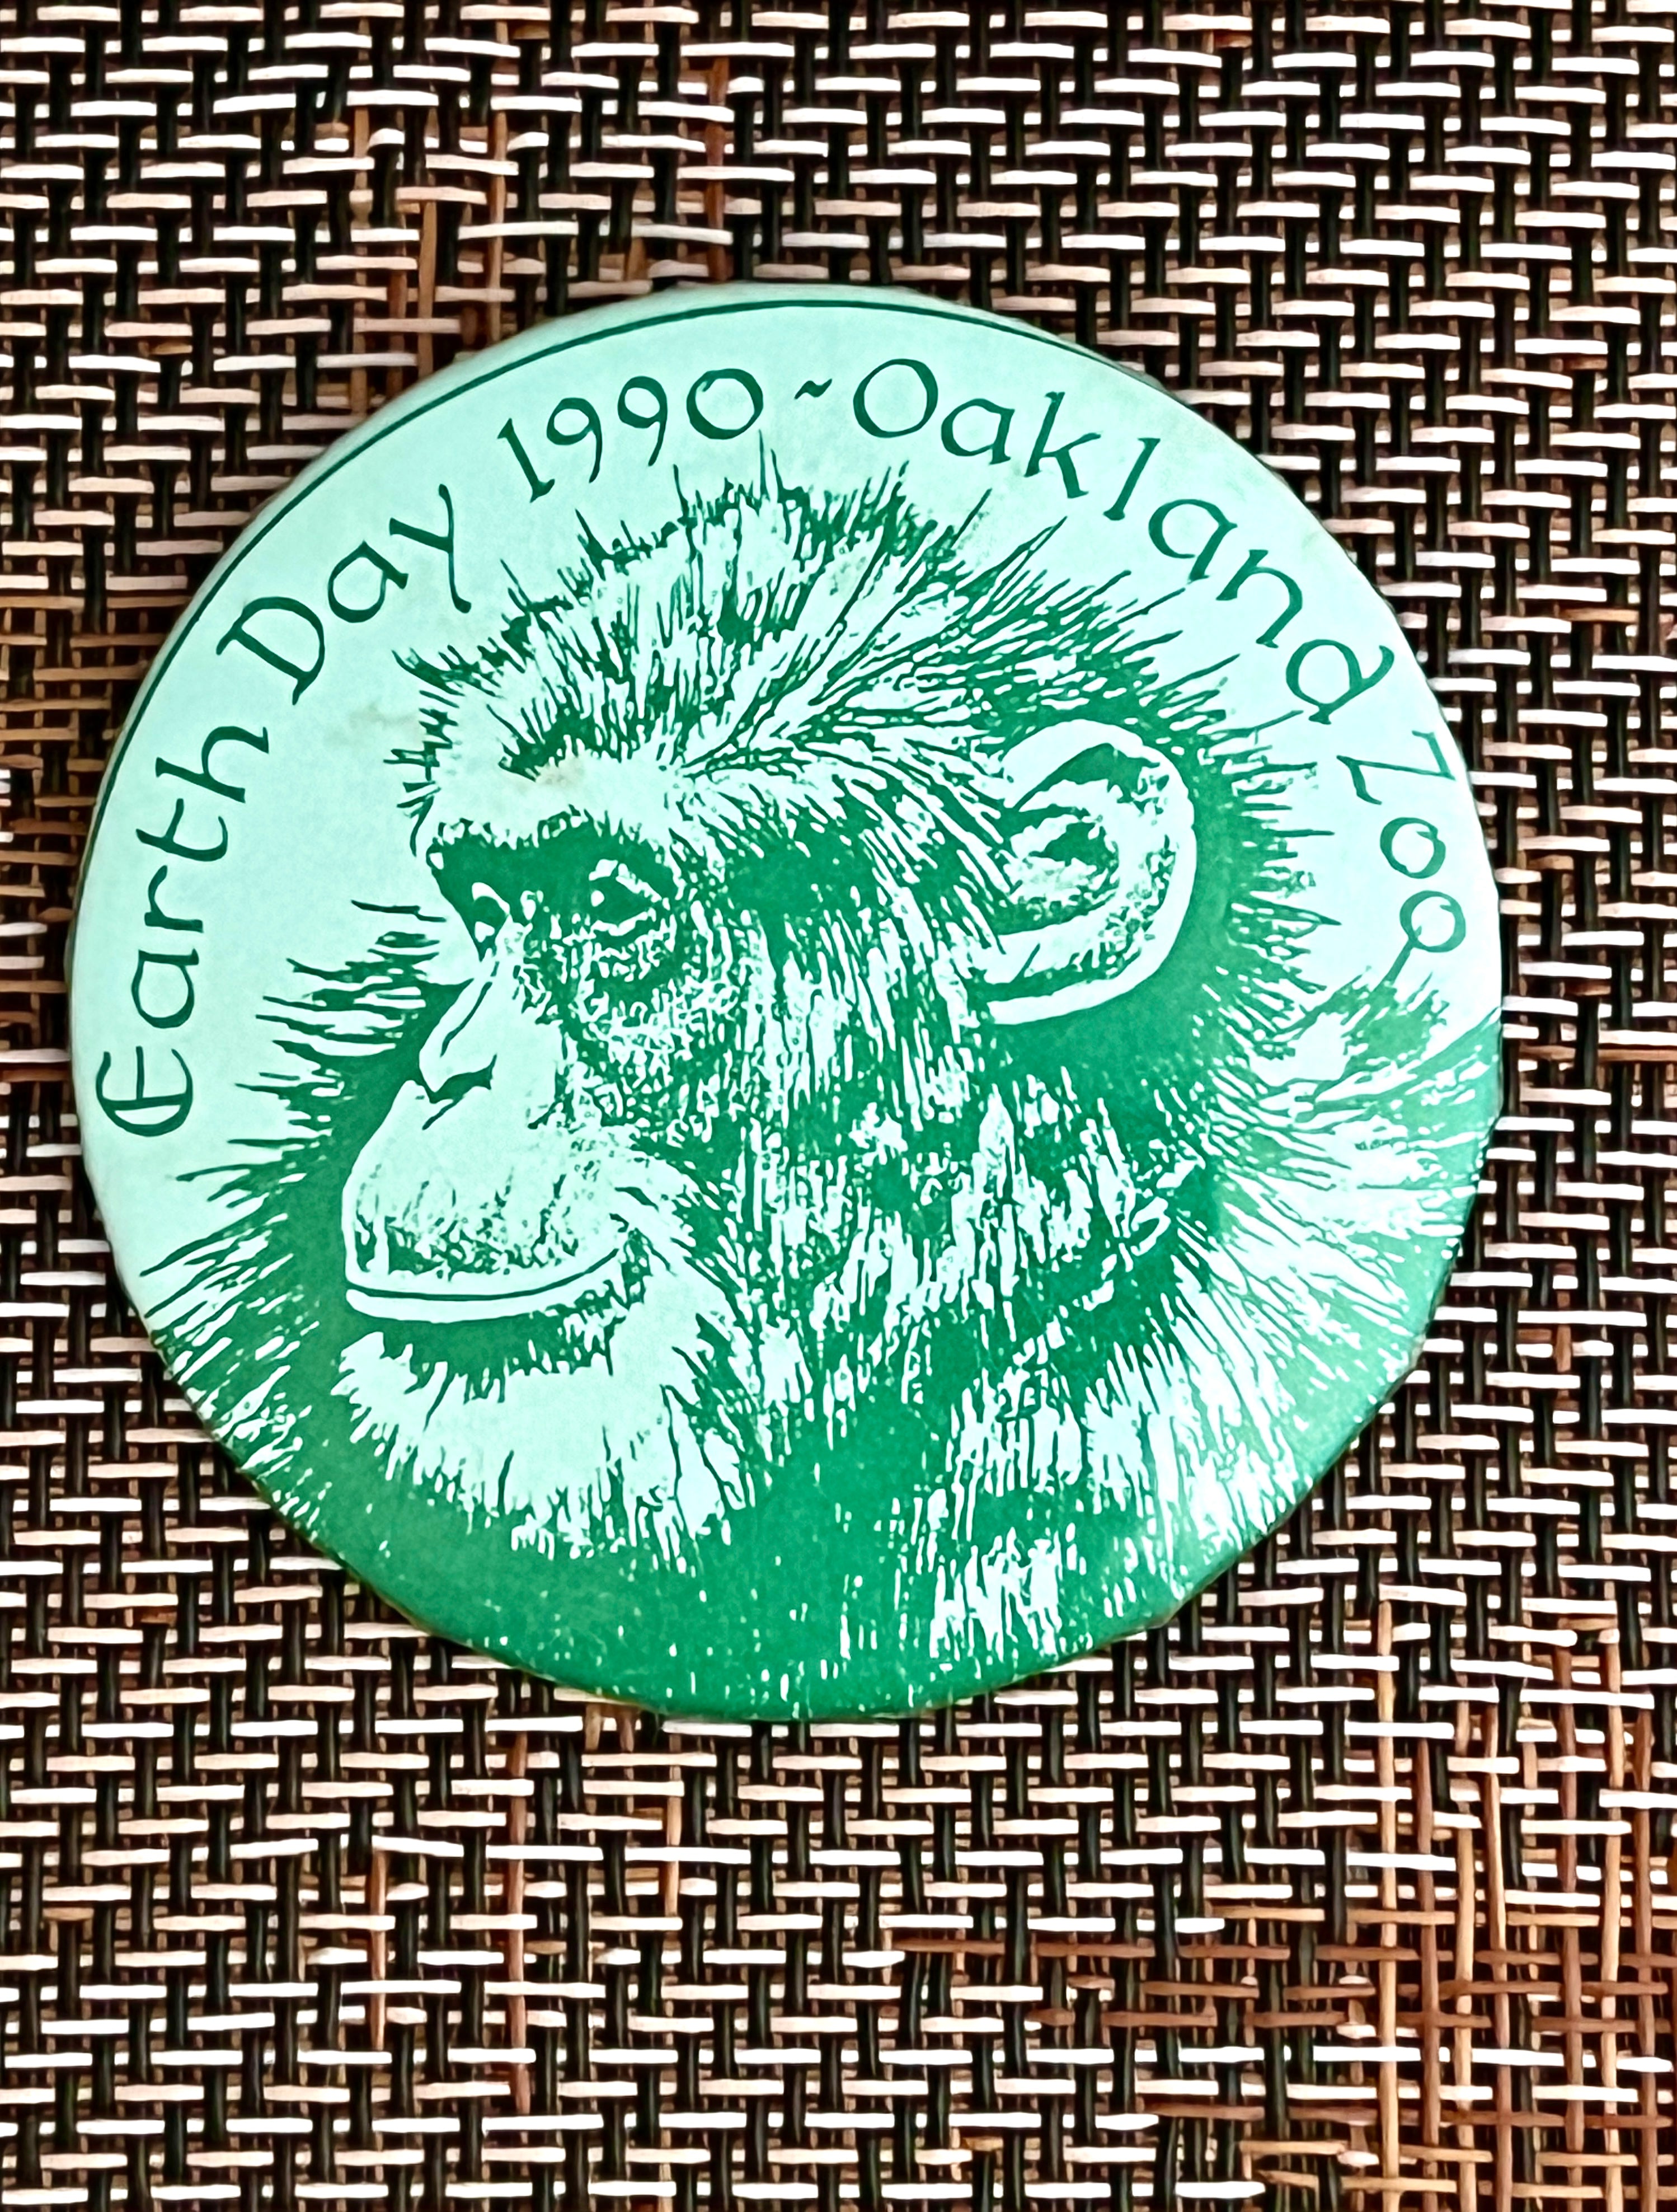 Earth Day 1990 ~ Oakland Zoo